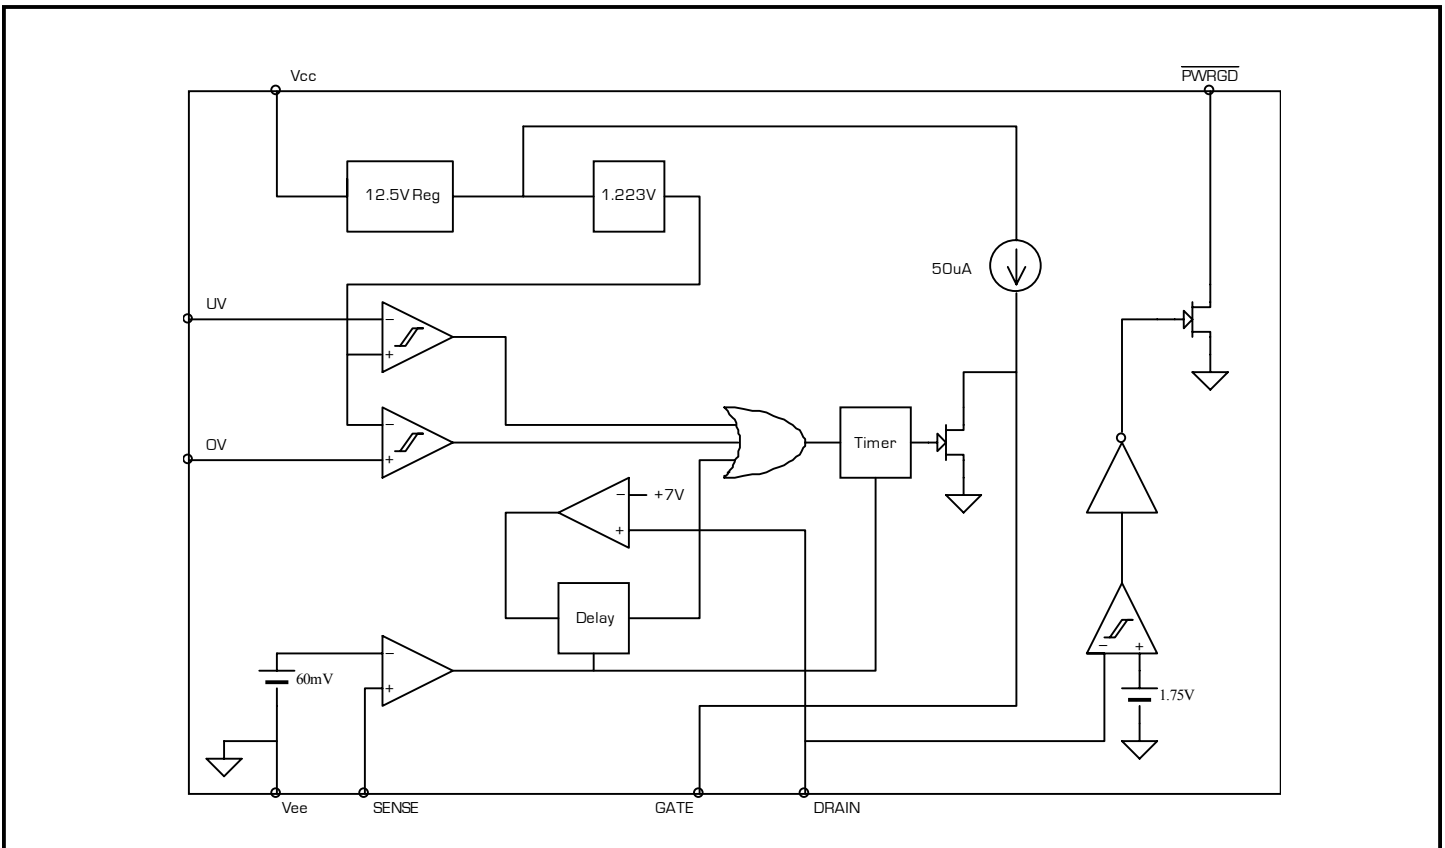 Vcc
PWRGD
12.5V Reg
1.223V
50uA
UV
−
+
OV
−
+
Timer
− +7V
+
Delay
−
60mV
+
− +
1.75V
Vee
SENSE
GATE
DRAIN